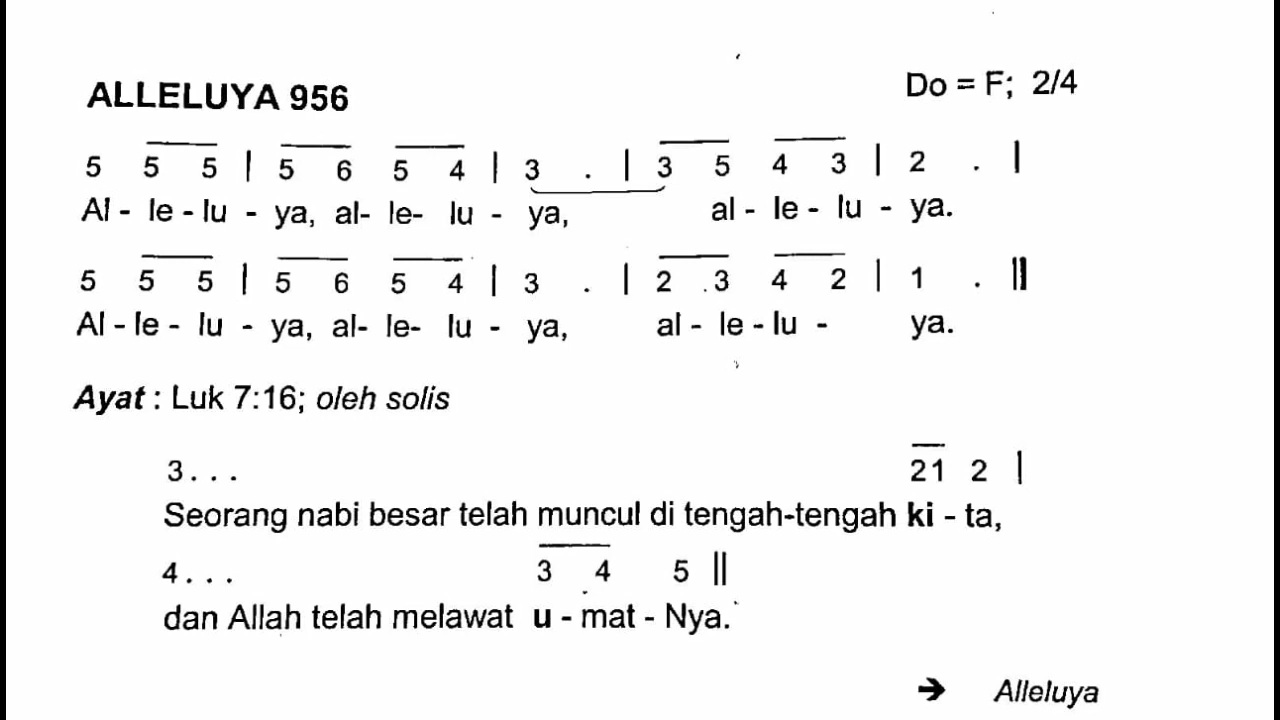 ALLELUYA 956 Do = F; 2/4
5 5 5 | 5 6 5 4 | 3 . | 3 5 4 3 | 2 . |
Al - le - lu - ya, al- le- lu - ya, al - le - lu - ya.
5 5 5 | 5 6 5 4 | 3 . | 2 3 4 2 | 1 . ||
Al - le - lu - ya, al- le- lu - ya, al - le - lu - ya.
Ayat : Luk 7:16; oleh solis
3 . . . 21 2 |
Seorang nabi besar telah muncul di tengah-tengah ki - ta,
4 . . . 3 4 5 ||
dan Allah telah melawat u - mat - Nya.
→ Alleluya